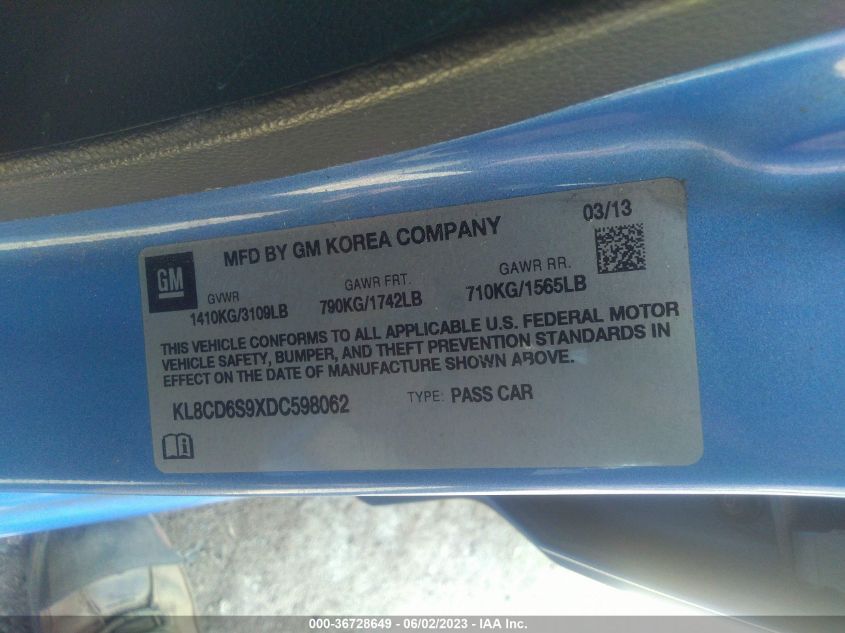 GM
MFD BY GM KOREA COMPANY
03/13
GVWR
GAWR FRT.
GAWR RR.
1410KG/3109LB
790KG/1742LB
710KG/1565LB
THIS VEHICLE CONFORMS TO ALL APPLICABLE U.S. FEDERAL MOTOR
VEHICLE SAFETY, BUMPER, AND THEFT PREVENTION STANDARDS IN
EFFECT ON THE DATE OF MANUFACTURE SHOWN ABOVE.
KL8CD6S9XDC598062
TYPE: PASS CAR
000-36728649 - 06/02/2023 - IAA Inc.